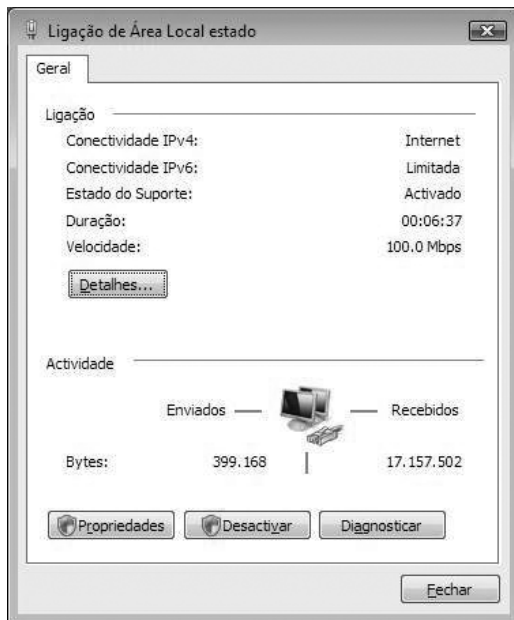 Ligação de Área Local estado
Geral
Ligação
Conectividade IPv4: Internet
Conectividade IPv6: Limitada
Estado do Suporte: Activado
Duração: 00:06:37
Velocidade: 100.0 Mbps
Detalhes...
Actividade
Enviados — Recebidos
Bytes: 399.168 | 17.157.502
Propriedades Desactivar Diagnosticar
Fechar